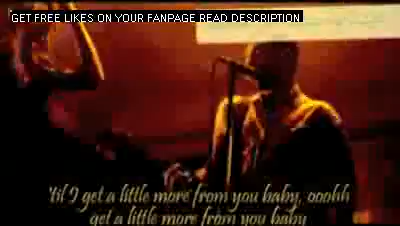 GET FREE LIKES ON YOUR FANPAGE READ DESCRIPTION
'til I get a little more from you baby, ooohh
get a little more from you baby